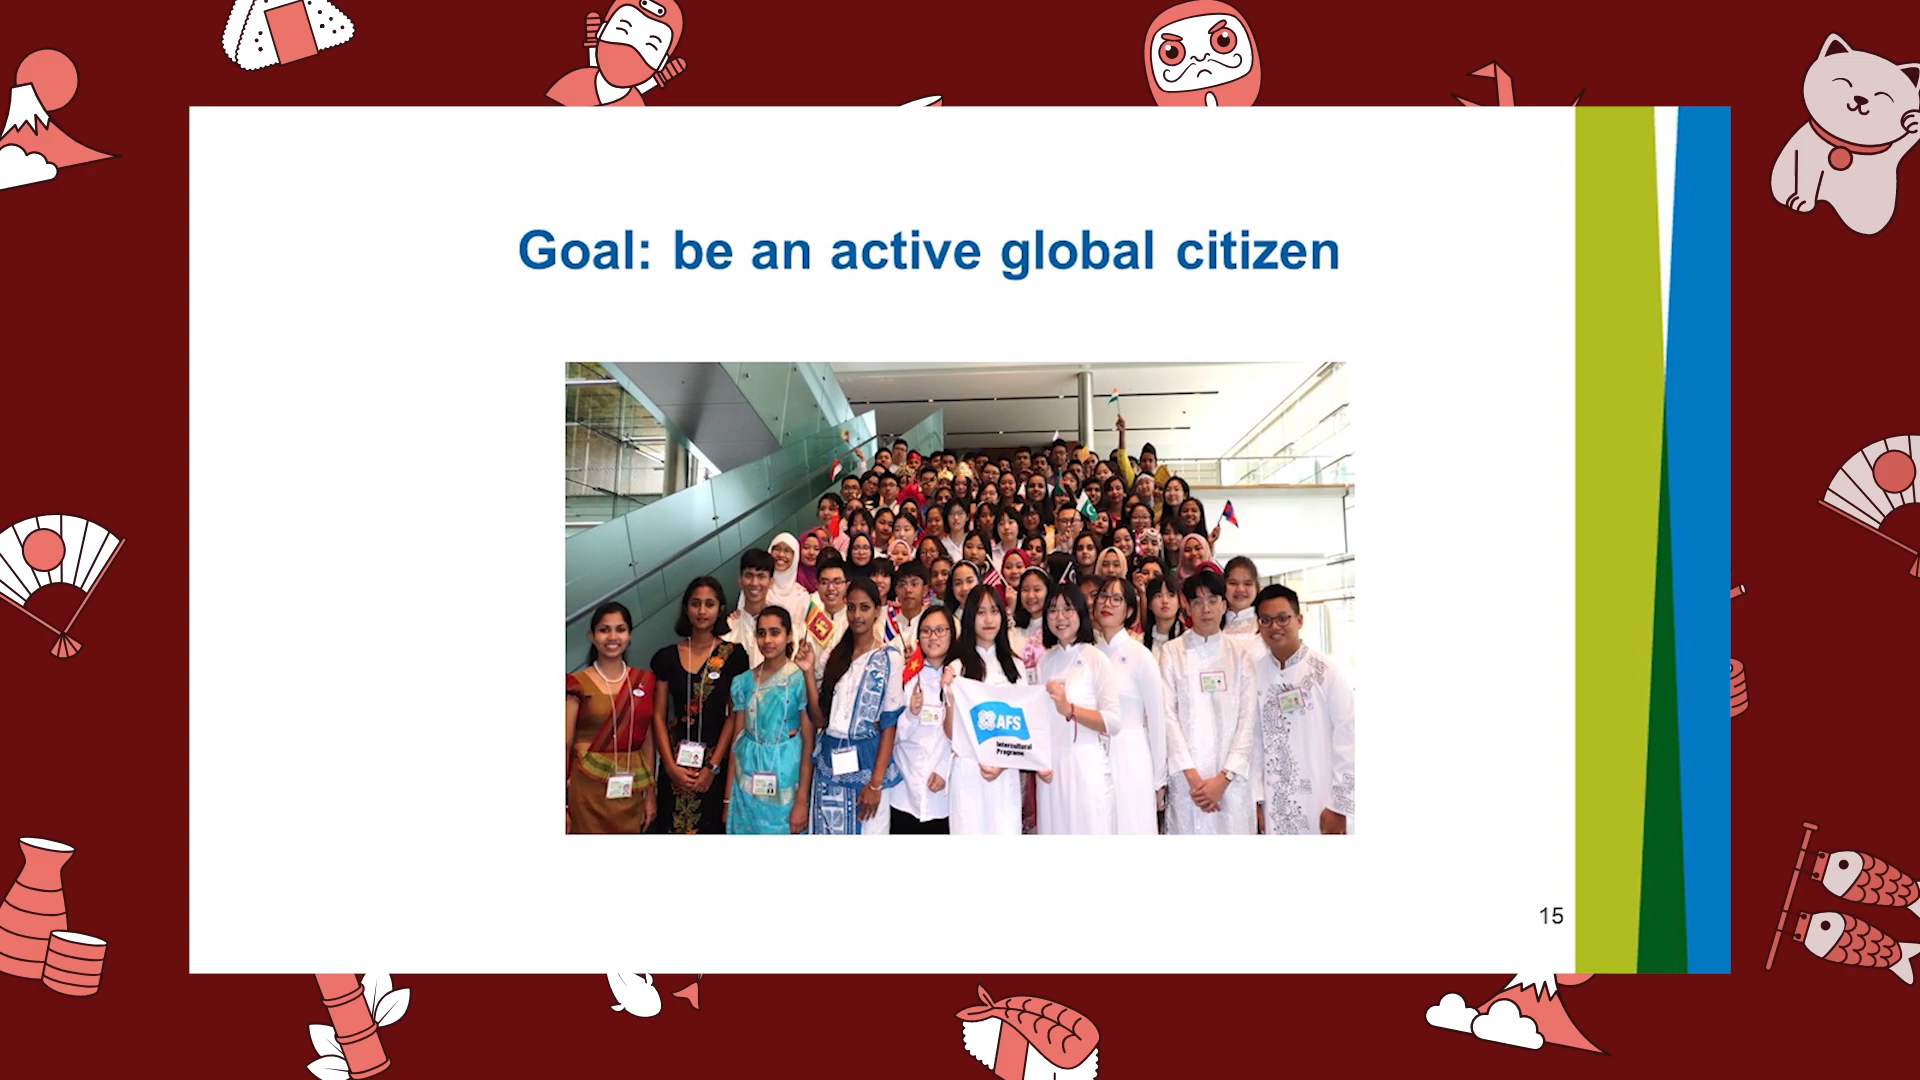 Goal: be an active global citizen
AFS
Intercultural
Programs
15